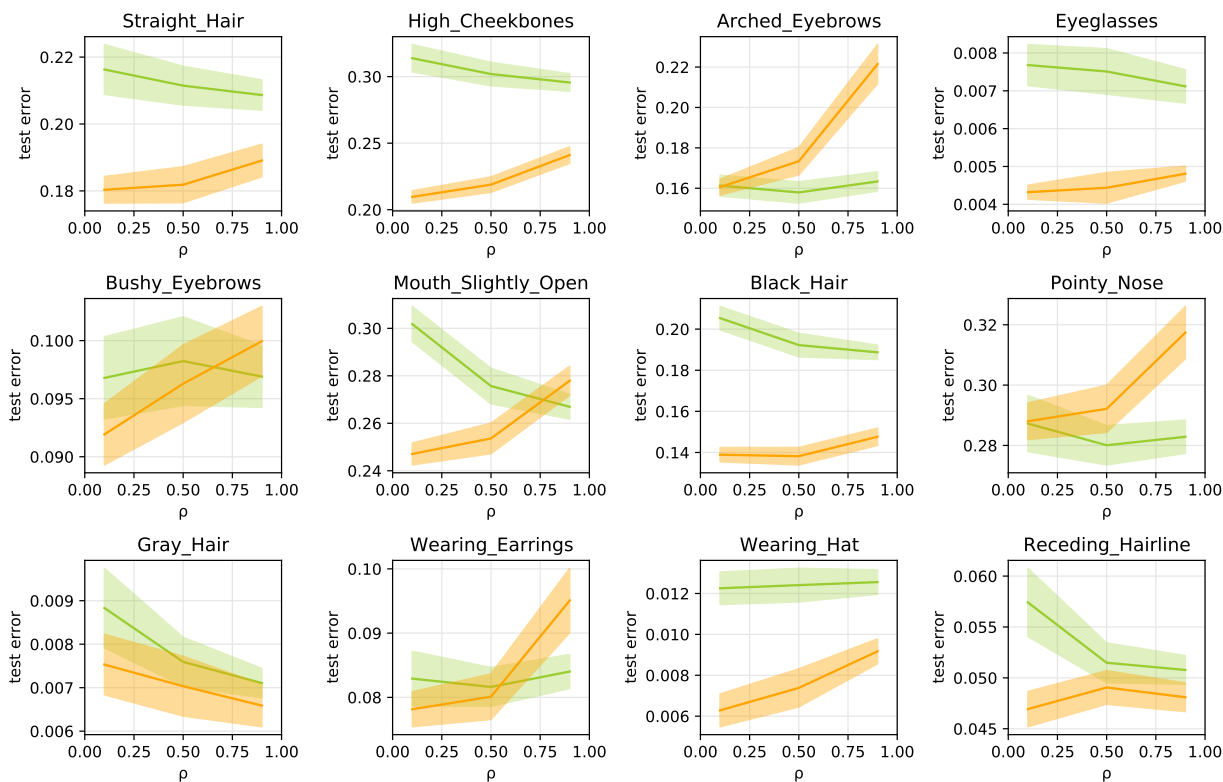 Straight_Hair
High_Cheekbones
Arched_Eyebrows
Eyeglasses
test error
0.22
0.20
0.18
0.00 0.25 0.50 0.75 1.00
ρ
test error
0.30
0.25
0.20
0.00 0.25 0.50 0.75 1.00
ρ
test error
0.22
0.20
0.18
0.16
0.00 0.25 0.50 0.75 1.00
ρ
test error
0.008
0.007
0.006
0.005
0.004
0.00 0.25 0.50 0.75 1.00
ρ
Bushy_Eyebrows
Mouth_Slightly_Open
Black_Hair
Pointy_Nose
test error
0.100
0.095
0.090
0.00 0.25 0.50 0.75 1.00
ρ
test error
0.30
0.28
0.26
0.24
0.00 0.25 0.50 0.75 1.00
ρ
test error
0.20
0.18
0.16
0.14
0.00 0.25 0.50 0.75 1.00
ρ
test error
0.32
0.30
0.28
0.00 0.25 0.50 0.75 1.00
ρ
Gray_Hair
Wearing_Earrings
Wearing_Hat
Receding_Hairline
test error
0.009
0.008
0.007
0.006
0.00 0.25 0.50 0.75 1.00
ρ
test error
0.10
0.09
0.08
0.00 0.25 0.50 0.75 1.00
ρ
test error
0.012
0.010
0.008
0.006
0.00 0.25 0.50 0.75 1.00
ρ
test error
0.060
0.055
0.050
0.045
0.00 0.25 0.50 0.75 1.00
ρ